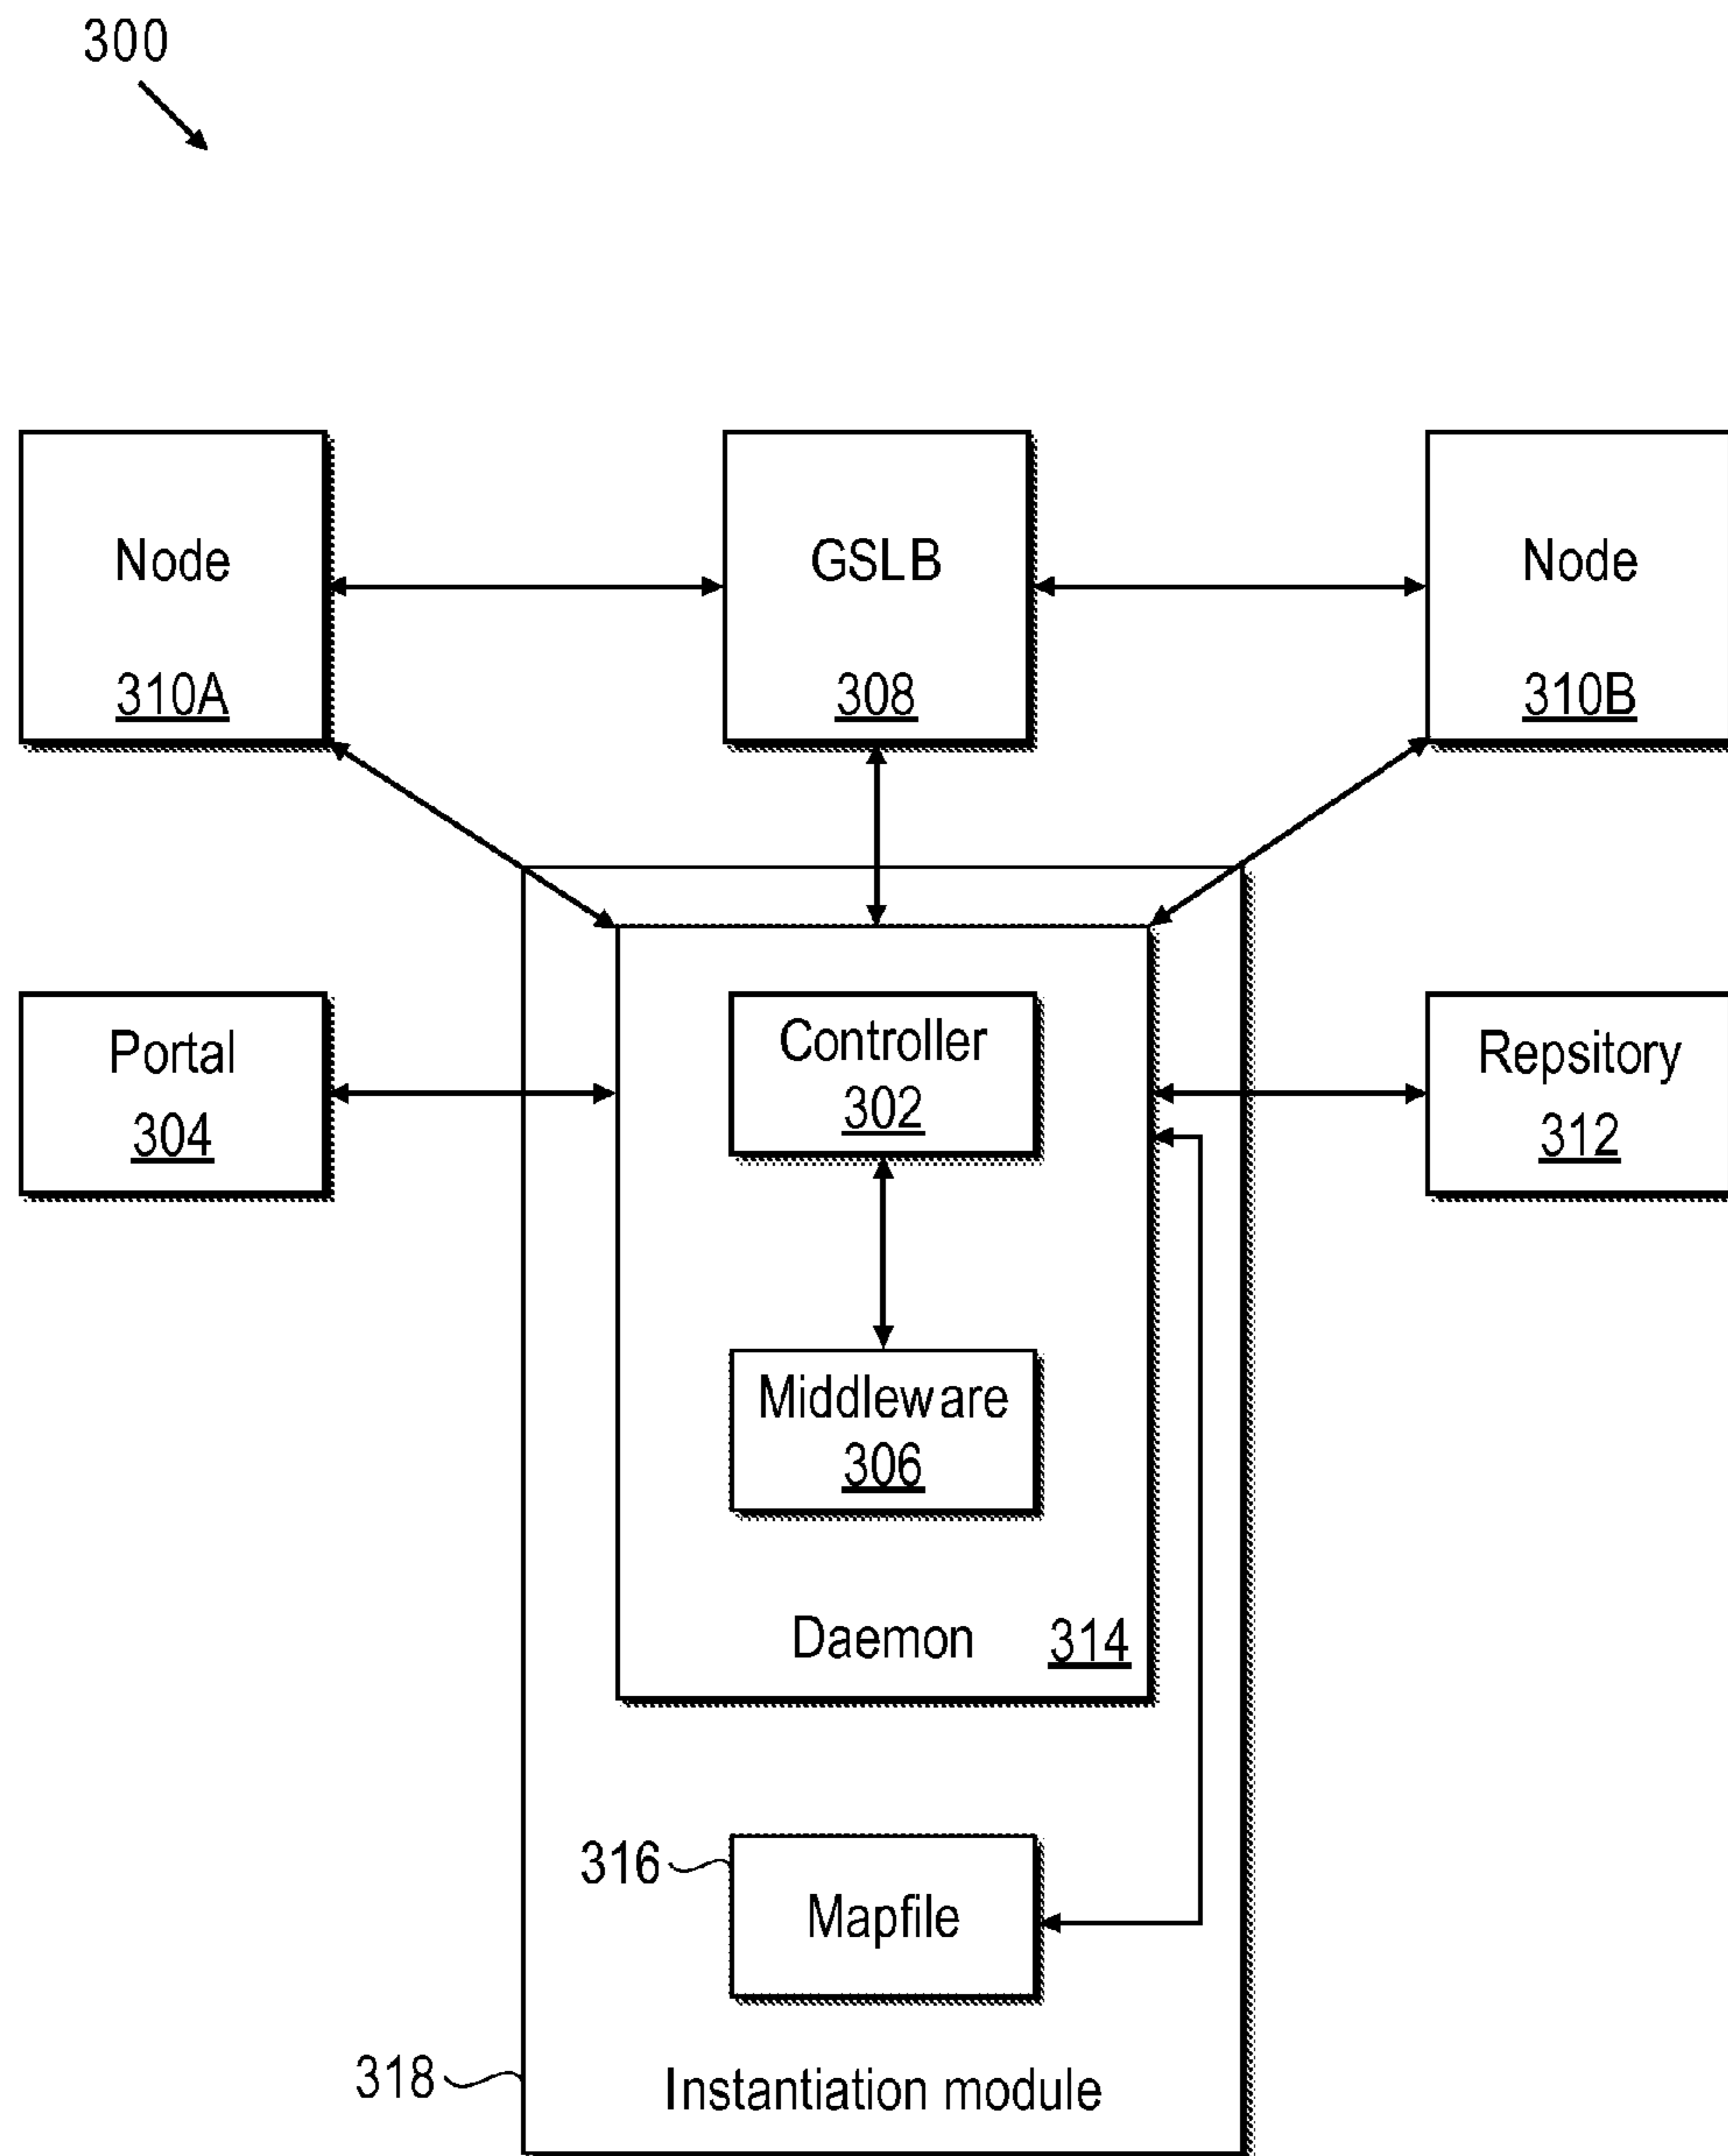 300
Node
310A
GSLB
308
Node
310B
Portal
304
Controller
302
Repsitory
312
Middleware
306
Daemon
314
316
Mapfile
318
Instantiation module